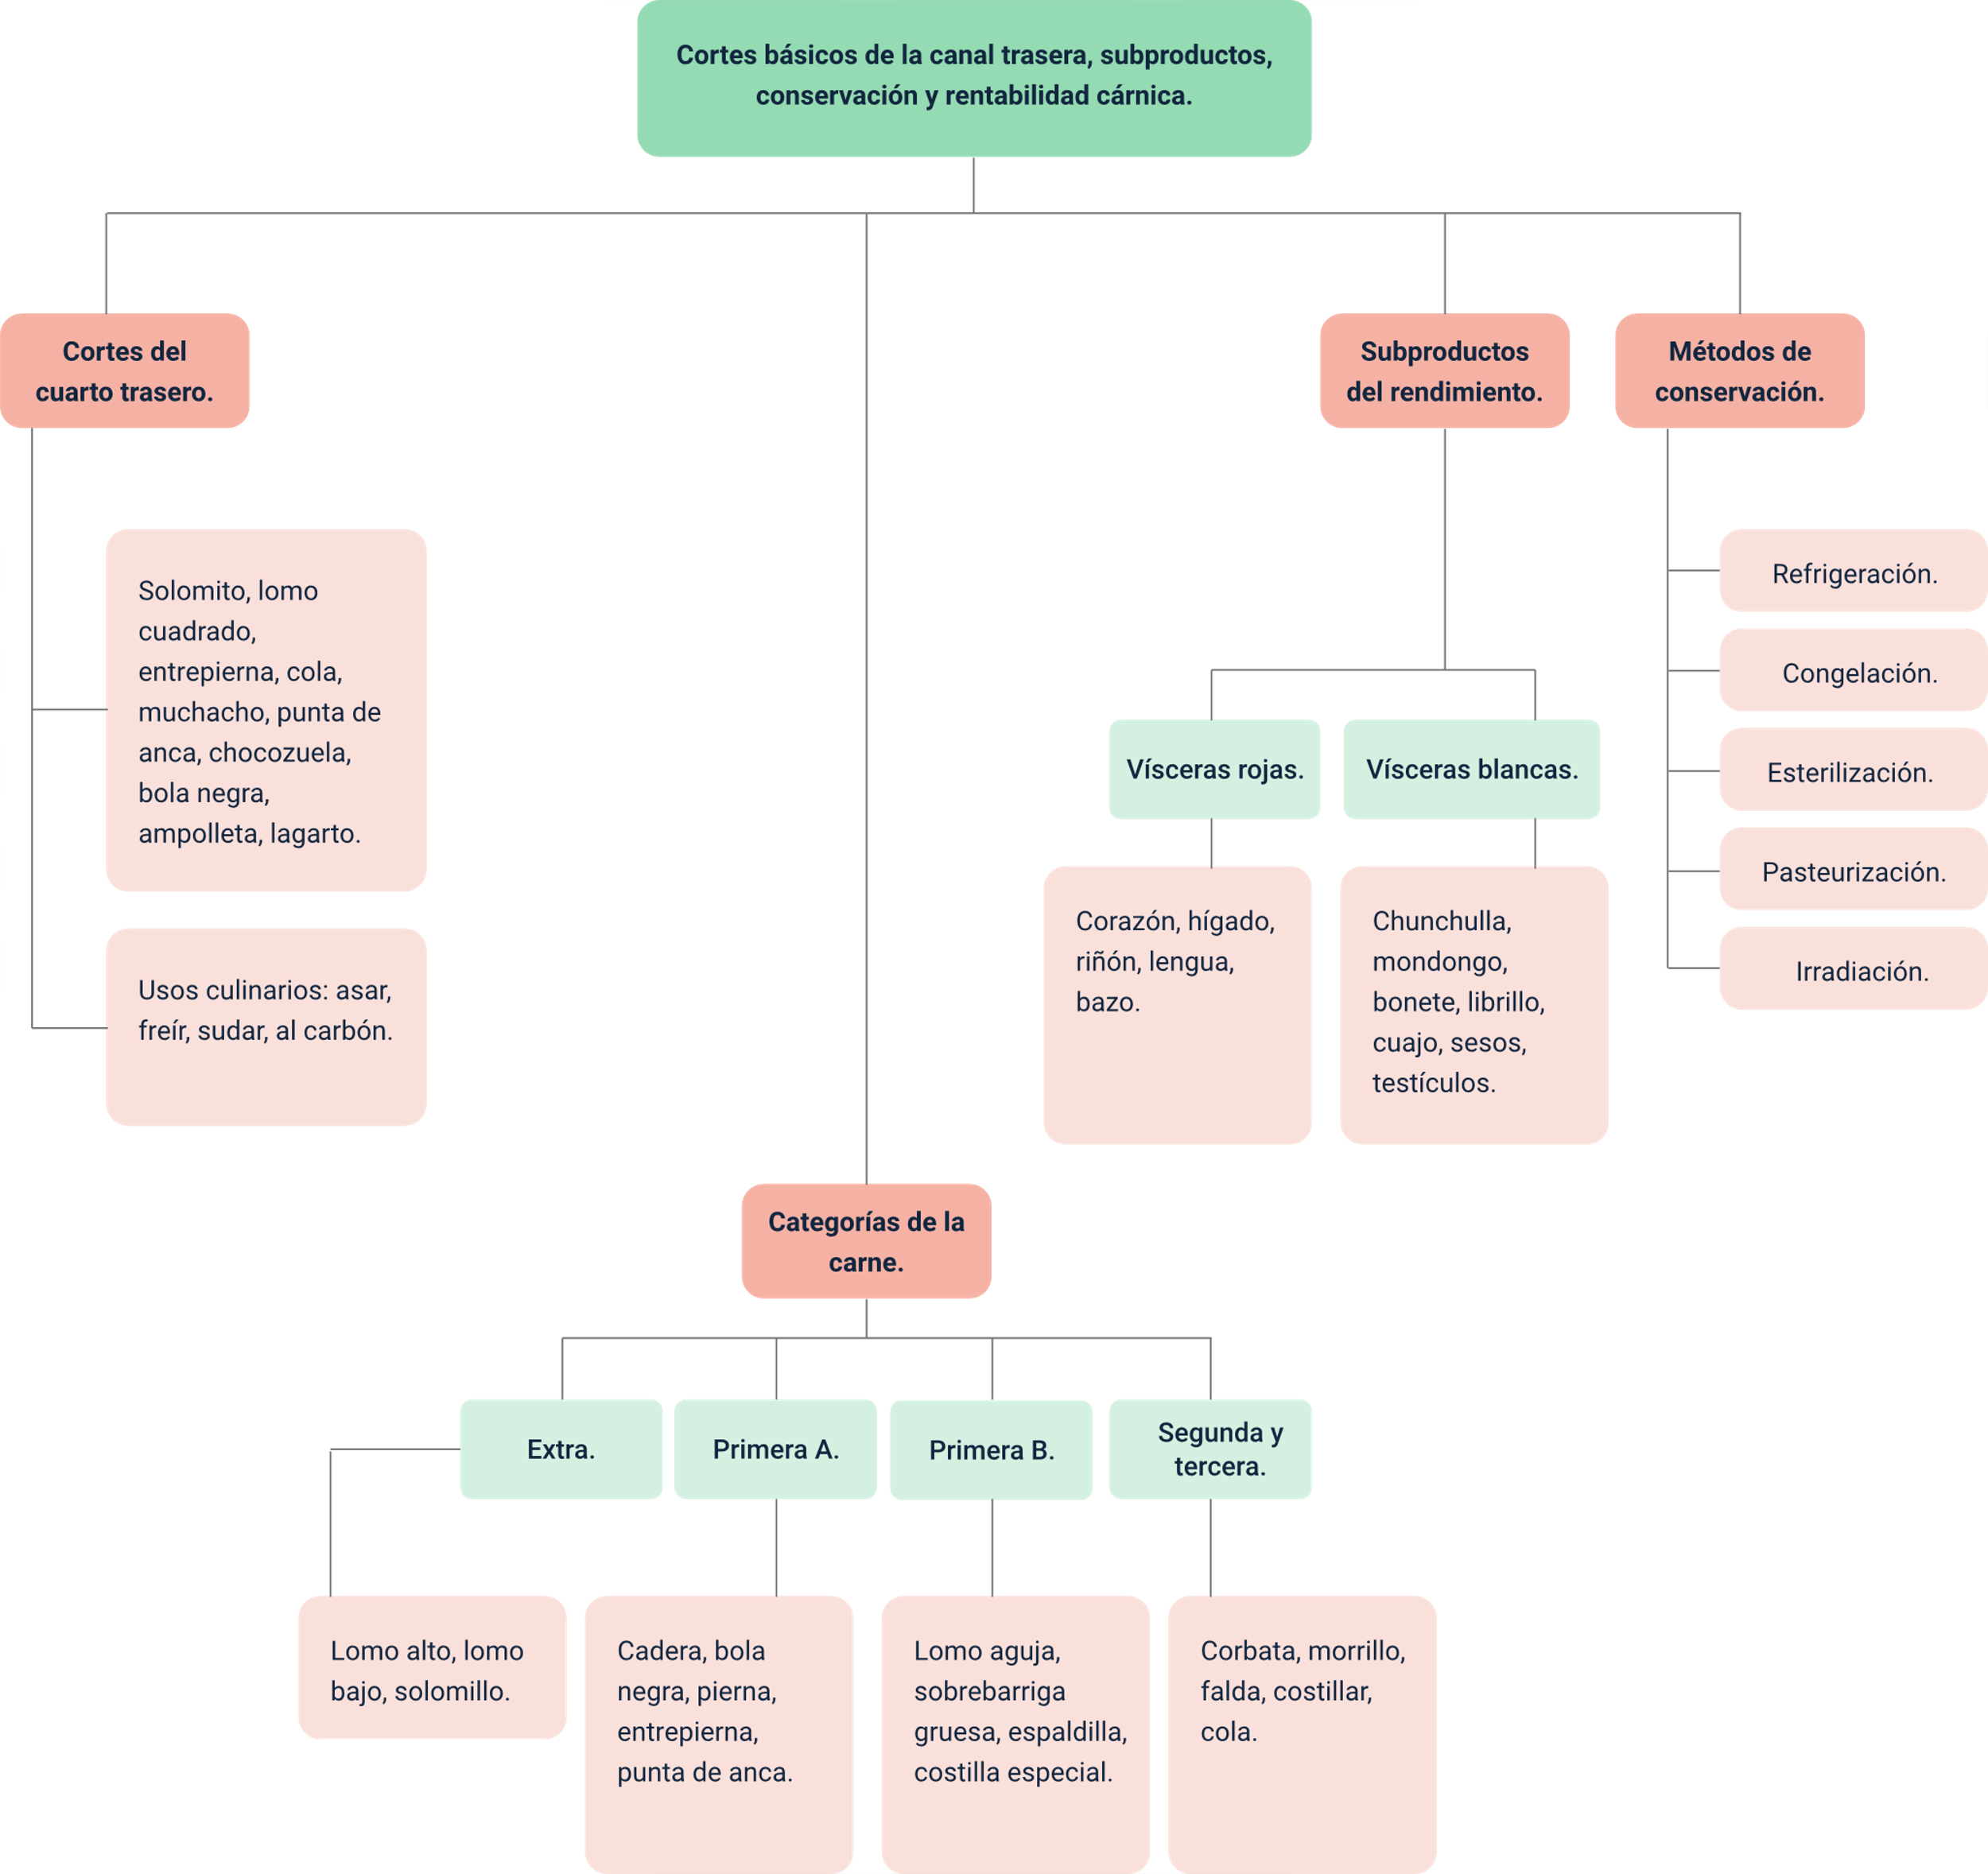 Cortes básicos de la canal trasera, subproductos,
conservación y rentabilidad cárnica.
Cortes del
cuarto trasero.
Solomito, lomo
cuadrado,
entrepierna, cola,
muchacho, punta de
anca, chocozuela,
bola negra,
ampolleta, lagarto.
Usos culinarios: asar,
freír, sudar, al carbón.
Subproductos
del rendimiento.
Vísceras rojas.
Corazón, hígado,
riñón, lengua,
bazo.
Vísceras blancas.
Chunchulla,
mondongo,
bonete, librillo,
cuajo, sesos,
testículos.
Métodos de
conservación.
Refrigeración.
Congelación.
Esterilización.
Pasteurización.
Irradiación.
Categorías de la
carne.
Extra.
Lomo alto, lomo
bajo, solomillo.
Primera A.
Cadera, bola
negra, pierna,
entrepierna,
punta de anca.
Primera B.
Lomo aguja,
sobrebarriga
gruesa, espaldilla,
costilla especial.
Segunda y
tercera.
Corbata, morrillo,
falda, costillar,
cola.